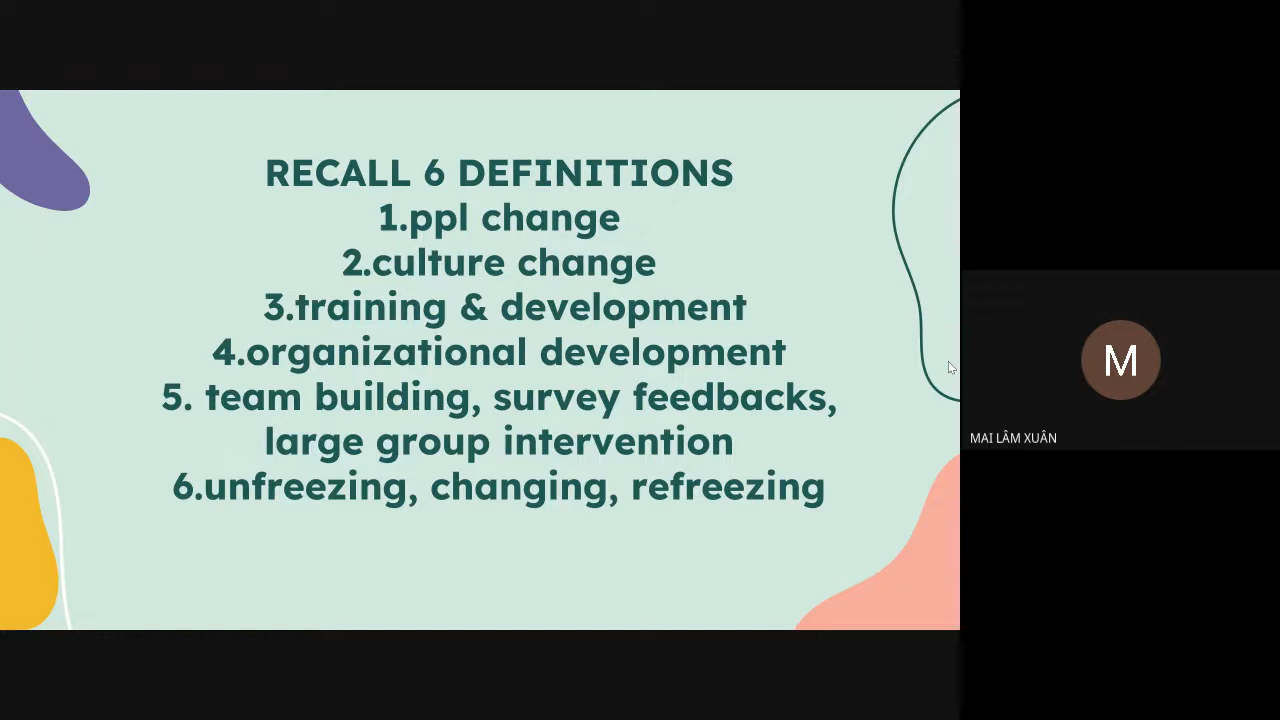 RECALL 6 DEFINITIONS
1.ppl change
2.culture change
3.training & development
4.organizational development
5. team building, survey feedbacks,
large group intervention
6.unfreezing, changing, refreezing
M
MAI LÂM XUÂN